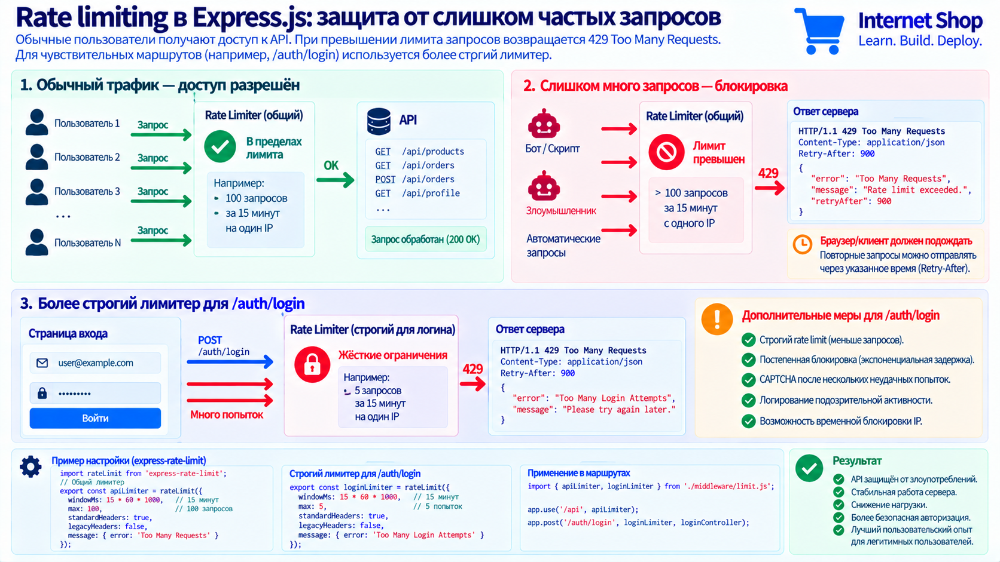 Rate limiting в Express.js: защита от слишком частых запросов
Обычные пользователи получают доступ к API. При превышении лимита запросов возвращается 429 Too Many Requests.
Для чувствительных маршрутов (например, /auth/login) используется более строгий лимитер.
Internet Shop
Learn. Build. Deploy.
1. Обычный трафик — доступ разрешён
Пользователь 1
Пользователь 2
Пользователь 3
...
Пользователь N
Запрос
Запрос
Запрос
Запрос
Rate Limiter (общий)
В пределах
лимита
Например:
- 100 запросов
- за 15 минут
на один IP
OK
API
GET /api/products
GET /api/orders
POST /api/orders
GET /api/profile
...
Запрос обработан (200 OK)
2. Слишком много запросов — блокировка
Бот / Скрипт
Злоумышленник
Автоматические
запросы
Rate Limiter (общий)
Лимит
превышен
> 100 запросов
за 15 минут
с одного IP
429
Ответ сервера
HTTP/1.1 429 Too Many Requests
Content-Type: application/json
Retry-After: 900
{
"error": "Too Many Requests",
"message": "Rate limit exceeded.",
"retryAfter": 900
}
Браузер/клиент должен подождать
Повторные запросы можно отправлять
через указанное время (Retry-After).
3. Более строгий лимитер для /auth/login
Страница входа
user@example.com
•••••••••
Войти
POST
/auth/login
Много попыток
Rate Limiter (строгий для логина)
Жёсткие ограничения
Например:
- 5 запросов
за 15 минут
на один IP
429
Ответ сервера
HTTP/1.1 429 Too Many Requests
Content-Type: application/json
Retry-After: 900
{
"error": "Too Many Login Attempts",
"message": "Please try again later."
}
Дополнительные меры для /auth/login
Строгий rate limit (меньше запросов).
Постепенная блокировка (экспоненциальная задержка).
CAPTCHA после нескольких неудачных попыток.
Логирование подозрительной активности.
Возможность временной блокировки IP.
Пример настройки (express-rate-limit)
import rateLimit from 'express-rate-limit';
// Общий лимитер
export const apiLimiter = rateLimit({
windowMs: 15 * 60 * 1000, // 15 минут
max: 100, // 100 запросов
standardHeaders: true,
legacyHeaders: false,
message: { error: 'Too Many Requests' }
});
Строгий лимитер для /auth/login
export const loginLimiter = rateLimit({
windowMs: 15 * 60 * 1000, // 15 минут
max: 5, // 5 попыток
standardHeaders: true,
legacyHeaders: false,
message: { error: 'Too Many Login Attempts' }
});
Применение в маршрутах
import { apiLimiter, loginLimiter } from './middleware/limit.js';
app.use('/api', apiLimiter);
app.post('/auth/login', loginLimiter, loginController);
Результат
API защищён от злоупотреблений.
Стабильная работа сервера.
Снижение нагрузки.
Более безопасная авторизация.
Лучший пользовательский опыт
для легитимных пользователей.